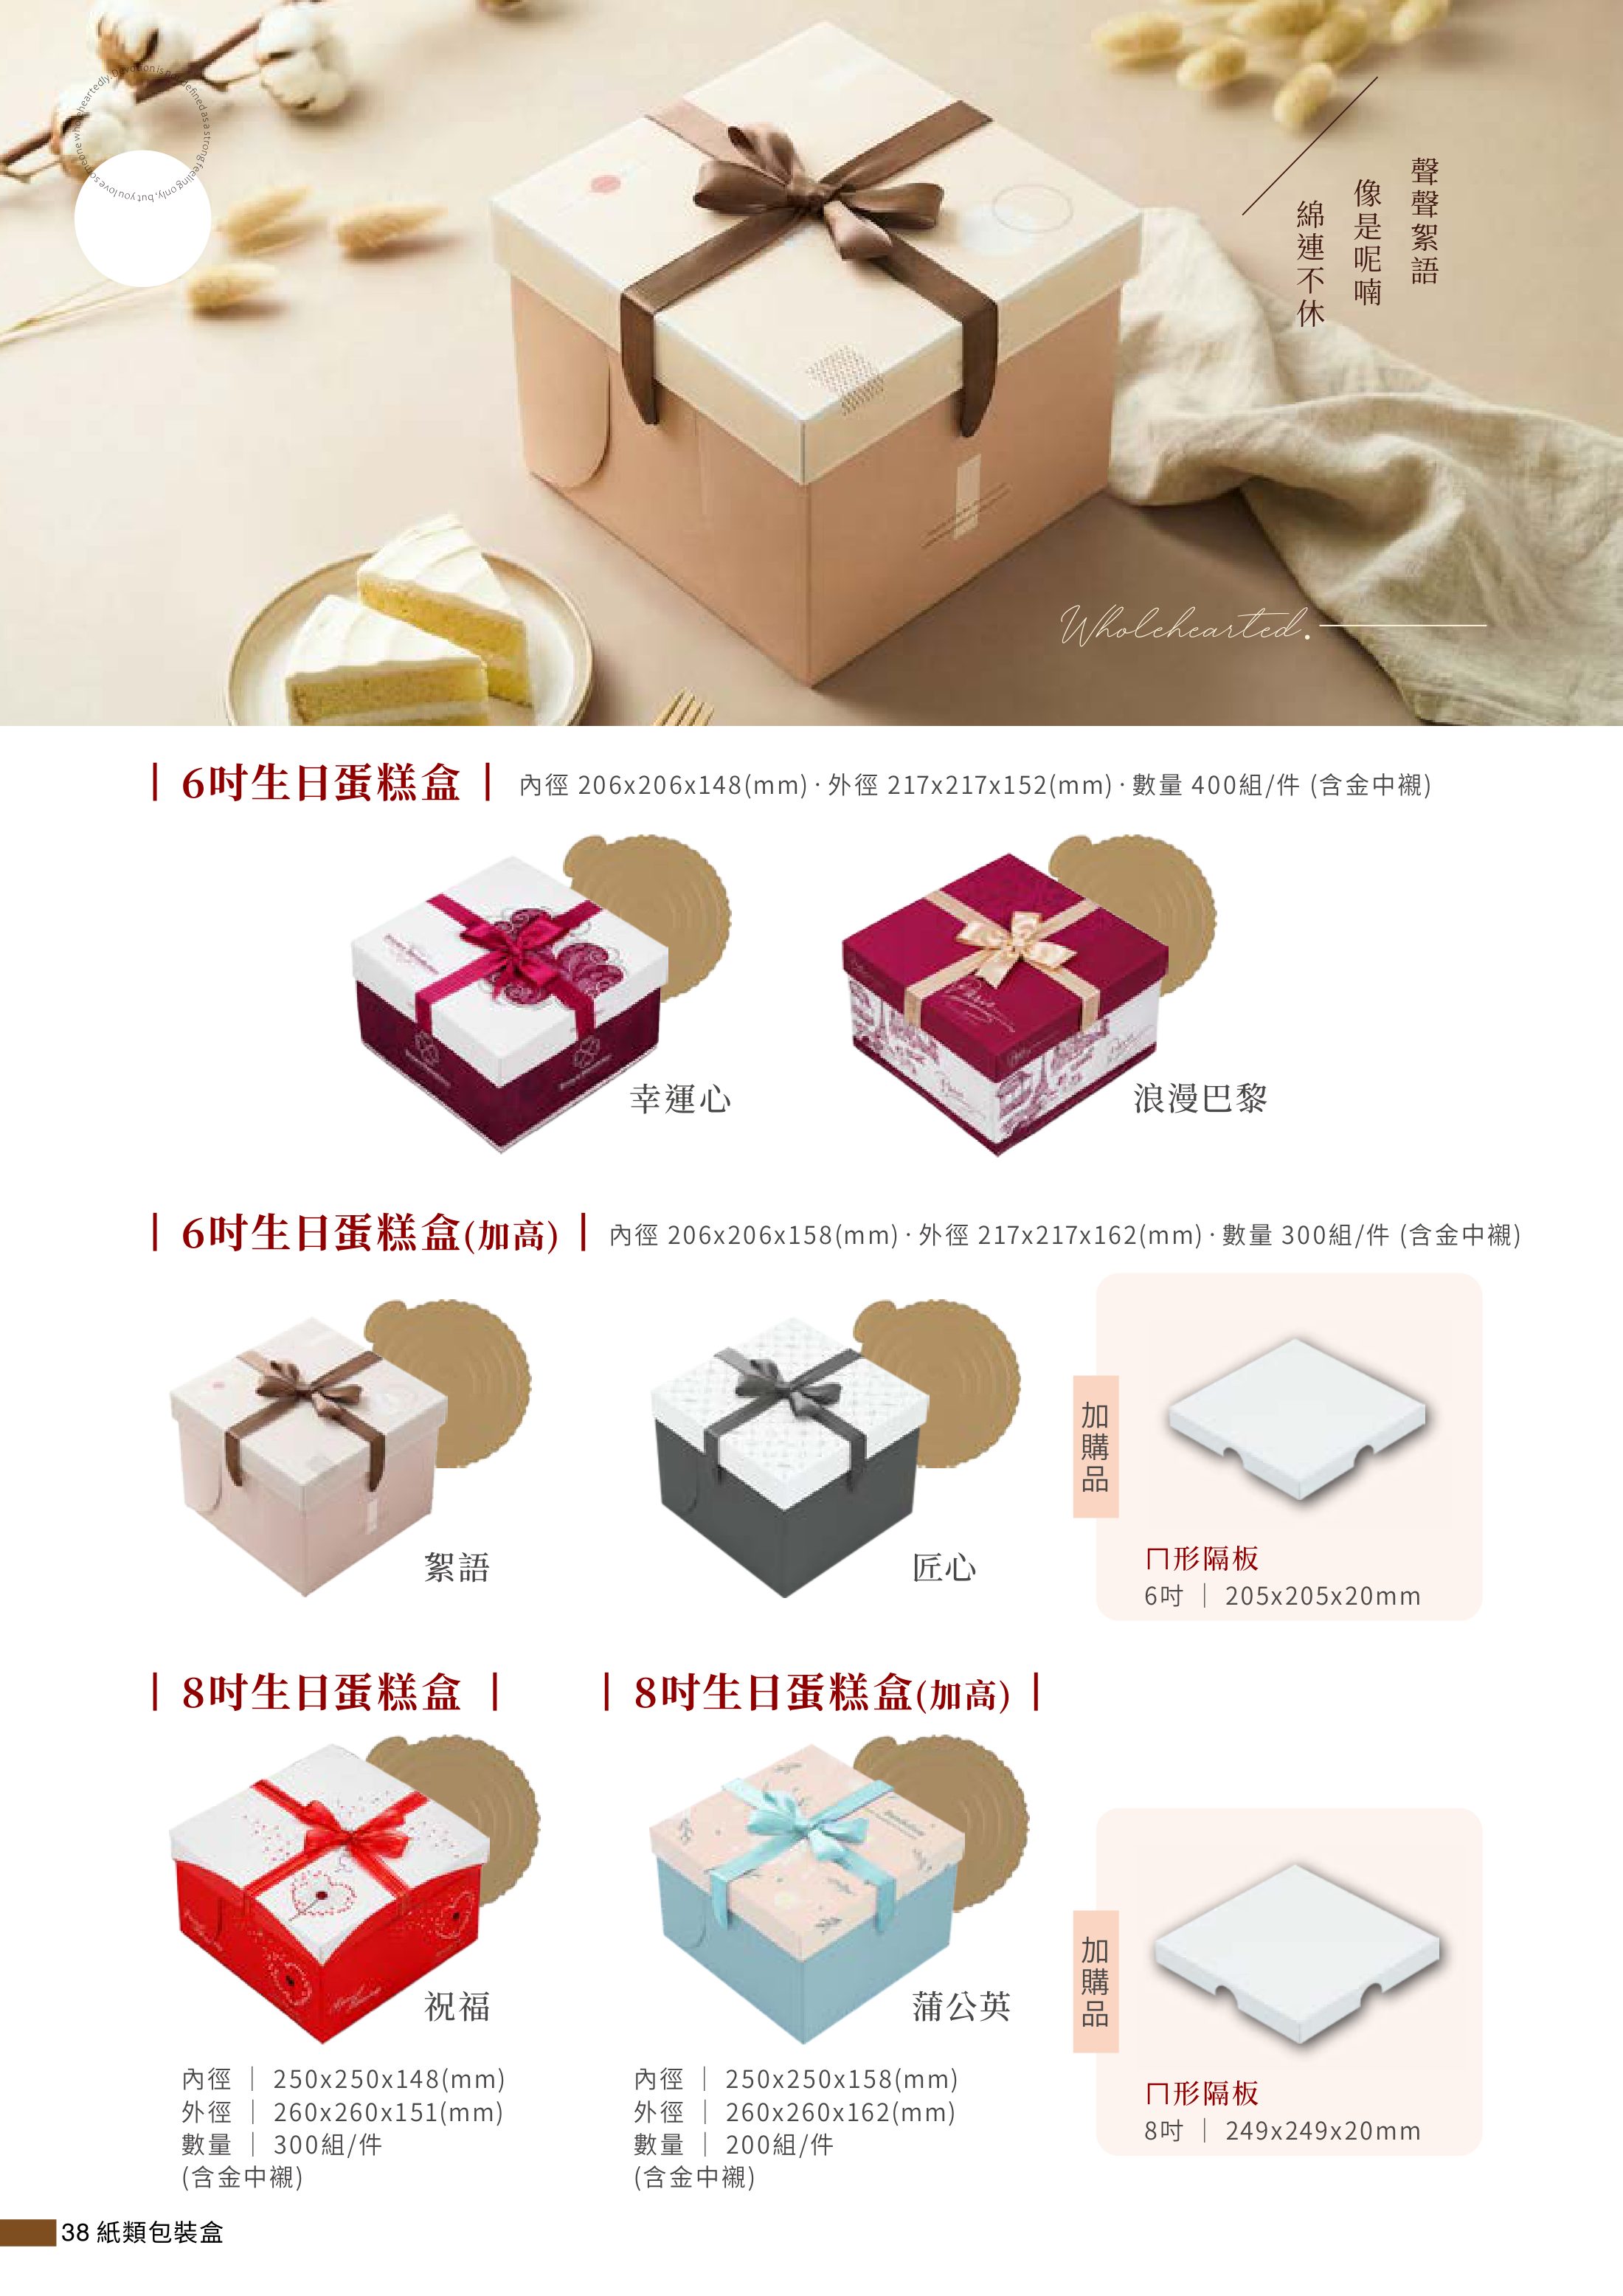 聲聲絮語
像是呢喃
綿連不休
Wholehearted.
6吋生日蛋糕盒
內徑 206x206x148(mm)·外徑 217x217x152(mm)·數量 400組/件 (含金中襯)
幸運心
浪漫巴黎
6吋生日蛋糕盒(加高)
內徑 206x206x158(mm)·外徑 217x217x162(mm)·數量 300組/件 (含金中襯)
絮語
匠心
加購品
ㄇ形隔板
6吋｜205x205x20mm
8吋生日蛋糕盒
祝福
內徑｜250x250x148(mm)
外徑｜260x260x151(mm)
數量｜300組/件
(含金中襯)
8吋生日蛋糕盒(加高)
蒲公英
內徑｜250x250x158(mm)
外徑｜260x260x162(mm)
數量｜200組/件
(含金中襯)
加購品
ㄇ形隔板
8吋｜249x249x20mm
38 紙類包裝盒